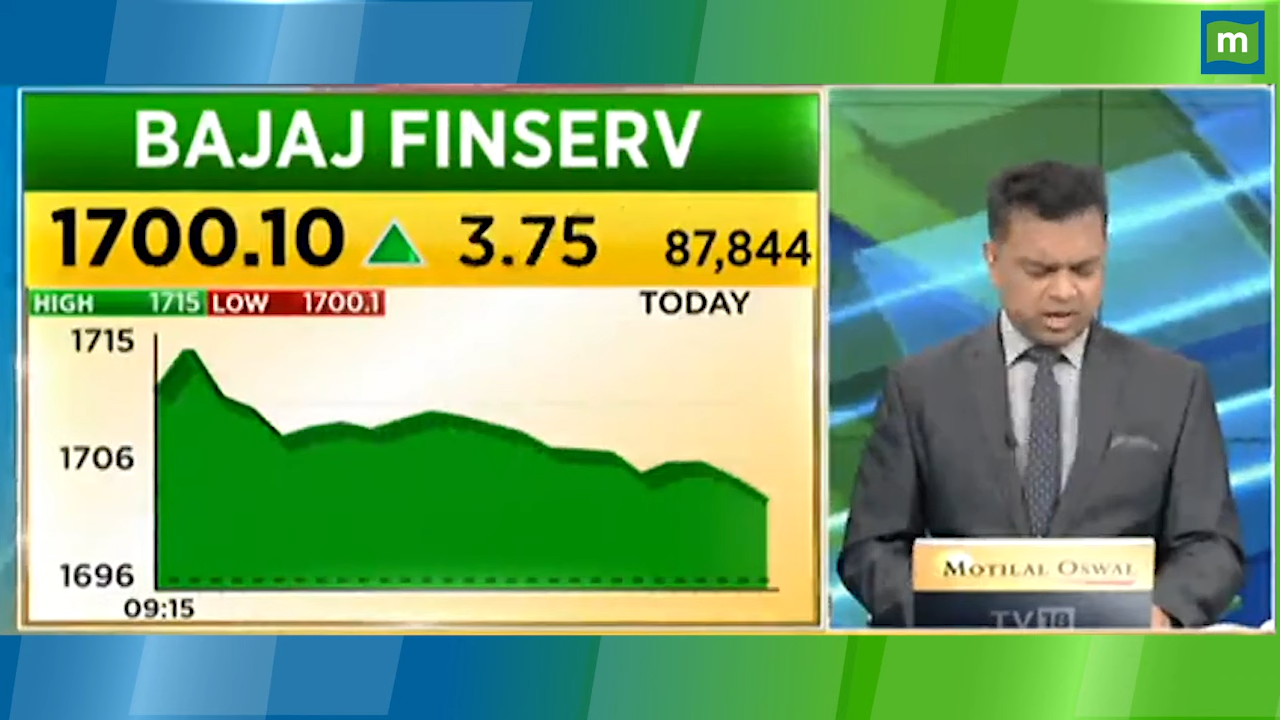 m
BAJAJ FINSERV
1700.10 3.75 87,844
HIGH 1715 LOW 1700.1 TODAY
1715
1706
1696
09:15
MOTILAL OSWAL
TV18